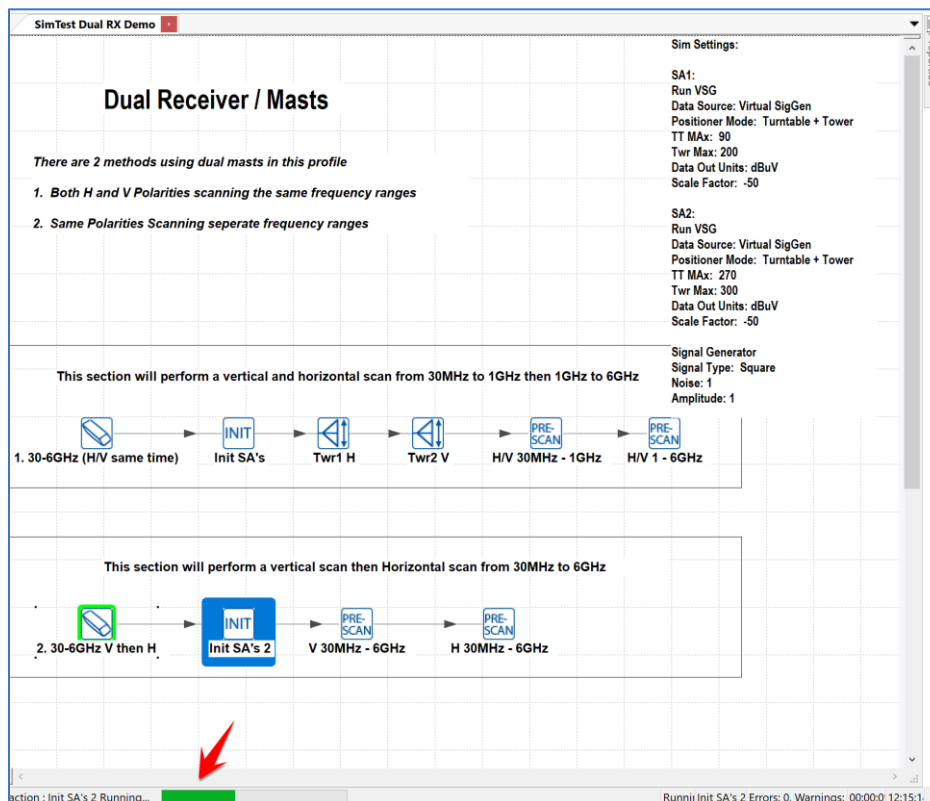 SimTest Dual RX Demo
Sim Settings:
SA1:
Run VSG
Data Source: Virtual SigGen
Positioner Mode:  Turntable + Tower
TT MAx:  90
Twr Max: 200
Data Out Units: dBuV
Scale Factor:  -50
SA2:
Run VSG
Data Source: Virtual SigGen
Positioner Mode:  Turntable + Tower
TT MAx:  270
Twr Max: 300
Data Out Units: dBuV
Scale Factor:  -50
Signal Generator
Signal Type:  Square
Noise: 1
Amplitude: 1
Dual Receiver / Masts
There are 2 methods using dual masts in this profile
1.  Both H and V Polarities scanning the same frequency ranges
2.  Same Polarities Scanning seperate frequency ranges
This section will perform a vertical and horizontal scan from 30MHz to 1GHz then 1GHz to 6GHz
INIT
PRE-
SCAN
PRE-
SCAN
1. 30-6GHz (H/V same time)
Init SA's
Twr1 H
Twr2 V
H/V 30MHz - 1GHz
H/V 1 - 6GHz
This section will perform a vertical scan then Horizontal scan from 30MHz to 6GHz
INIT
PRE-
SCAN
PRE-
SCAN
2. 30-6GHz V then H
Init SA's 2
V 30MHz - 6GHz
H 30MHz - 6GHz
action : Init SA's 2 Running...
Init SA's 2 Errors: 0, Warnings: 00:00:0 12:15:1